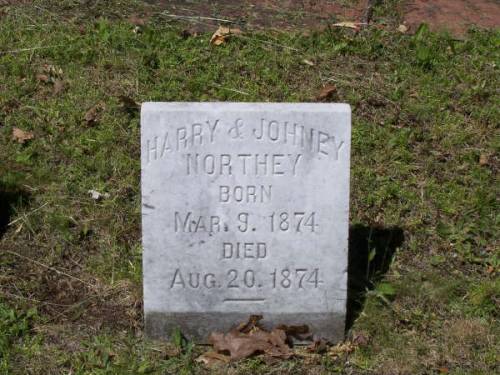 HARRY & JOHNEY
NORTHEY
BORN
MAR. 9. 1874
DIED
AUG. 20. 1874